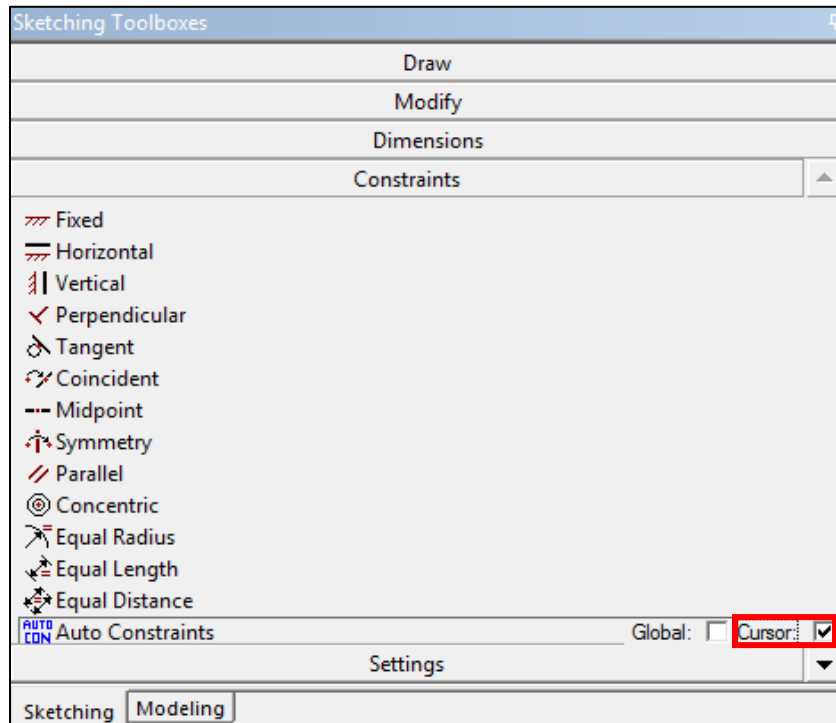 Sketching Toolboxes
Draw
Modify
Dimensions
Constraints
Fixed
Horizontal
Vertical
Perpendicular
Tangent
Coincident
Midpoint
Symmetry
Parallel
Concentric
Equal Radius
Equal Length
Equal Distance
AUTO CON Auto Constraints Global: Cursor:
Settings
Sketching Modeling